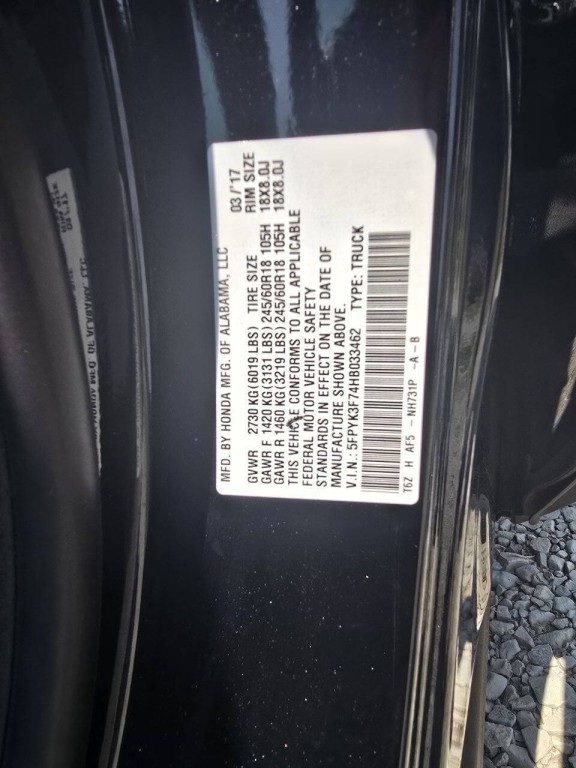 MFD. BY HONDA MFG. OF ALABAMA, LLC
03/'17
GVWR 2730 KG(6019 LBS) TIRE SIZE RIM SIZE
GAWR F 1420 KG(3131 LBS) 245/60R18 105H 18X8.0J
GAWR R 1460 KG(3219 LBS) 245/60R18 105H 18X8.0J
THIS VEHICLE CONFORMS TO ALL APPLICABLE
FEDERAL MOTOR VEHICLE SAFETY
STANDARDS IN EFFECT ON THE DATE OF
MANUFACTURE SHOWN ABOVE.
V.I.N.: 5FPYK3F74HB033462 TYPE: TRUCK
T6Z H AF5 -NH731P -A-B